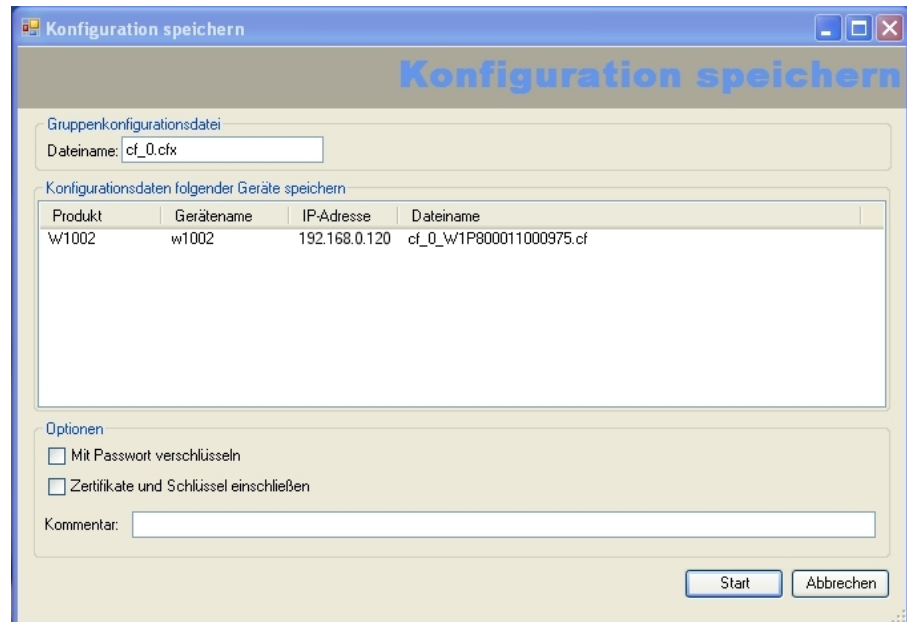 Konfiguration speichern
Konfiguration speichern
Gruppenkonfigurationsdatei
Dateiname: cf_0.cfx
Konfigurationsdaten folgender Geräte speichern
Produkt Gerätename IP-Adresse Dateiname
W1002 w1002 192.168.0.120 cf_0_W1P800011000975.cf
Optionen
Mit Passwort verschlüsseln
Zertifikate und Schlüssel einschließen
Kommentar:
Start Abbrechen